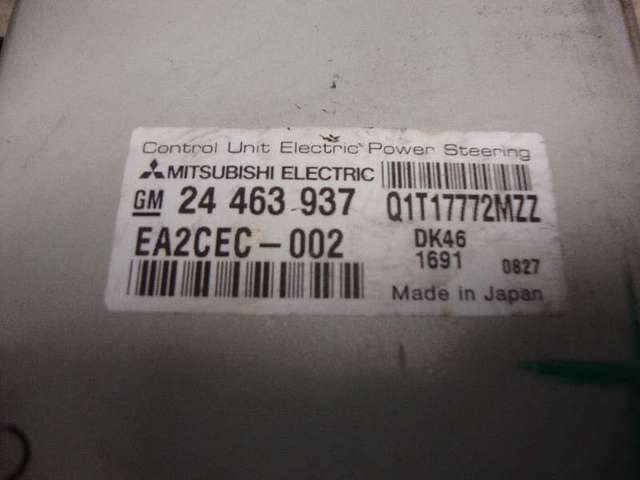 Control Unit Electric Power Steering
MITSUBISHI ELECTRIC
GM 24 463 937 Q1T17772MZZ
EA2CEC-002 DK46
1691 0827
Made in Japan